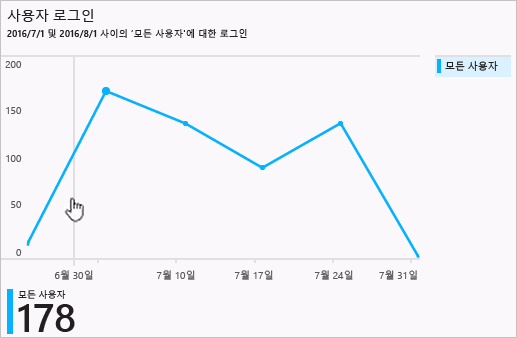 사용자 로그인
2016/7/1 및 2016/8/1 사이의 '모든 사용자'에 대한 로그인
200
모든 사용자
150
100
50
0
6월 30일
7월 10일
7월 17일
7월 24일
7월 31일
모든 사용자
178